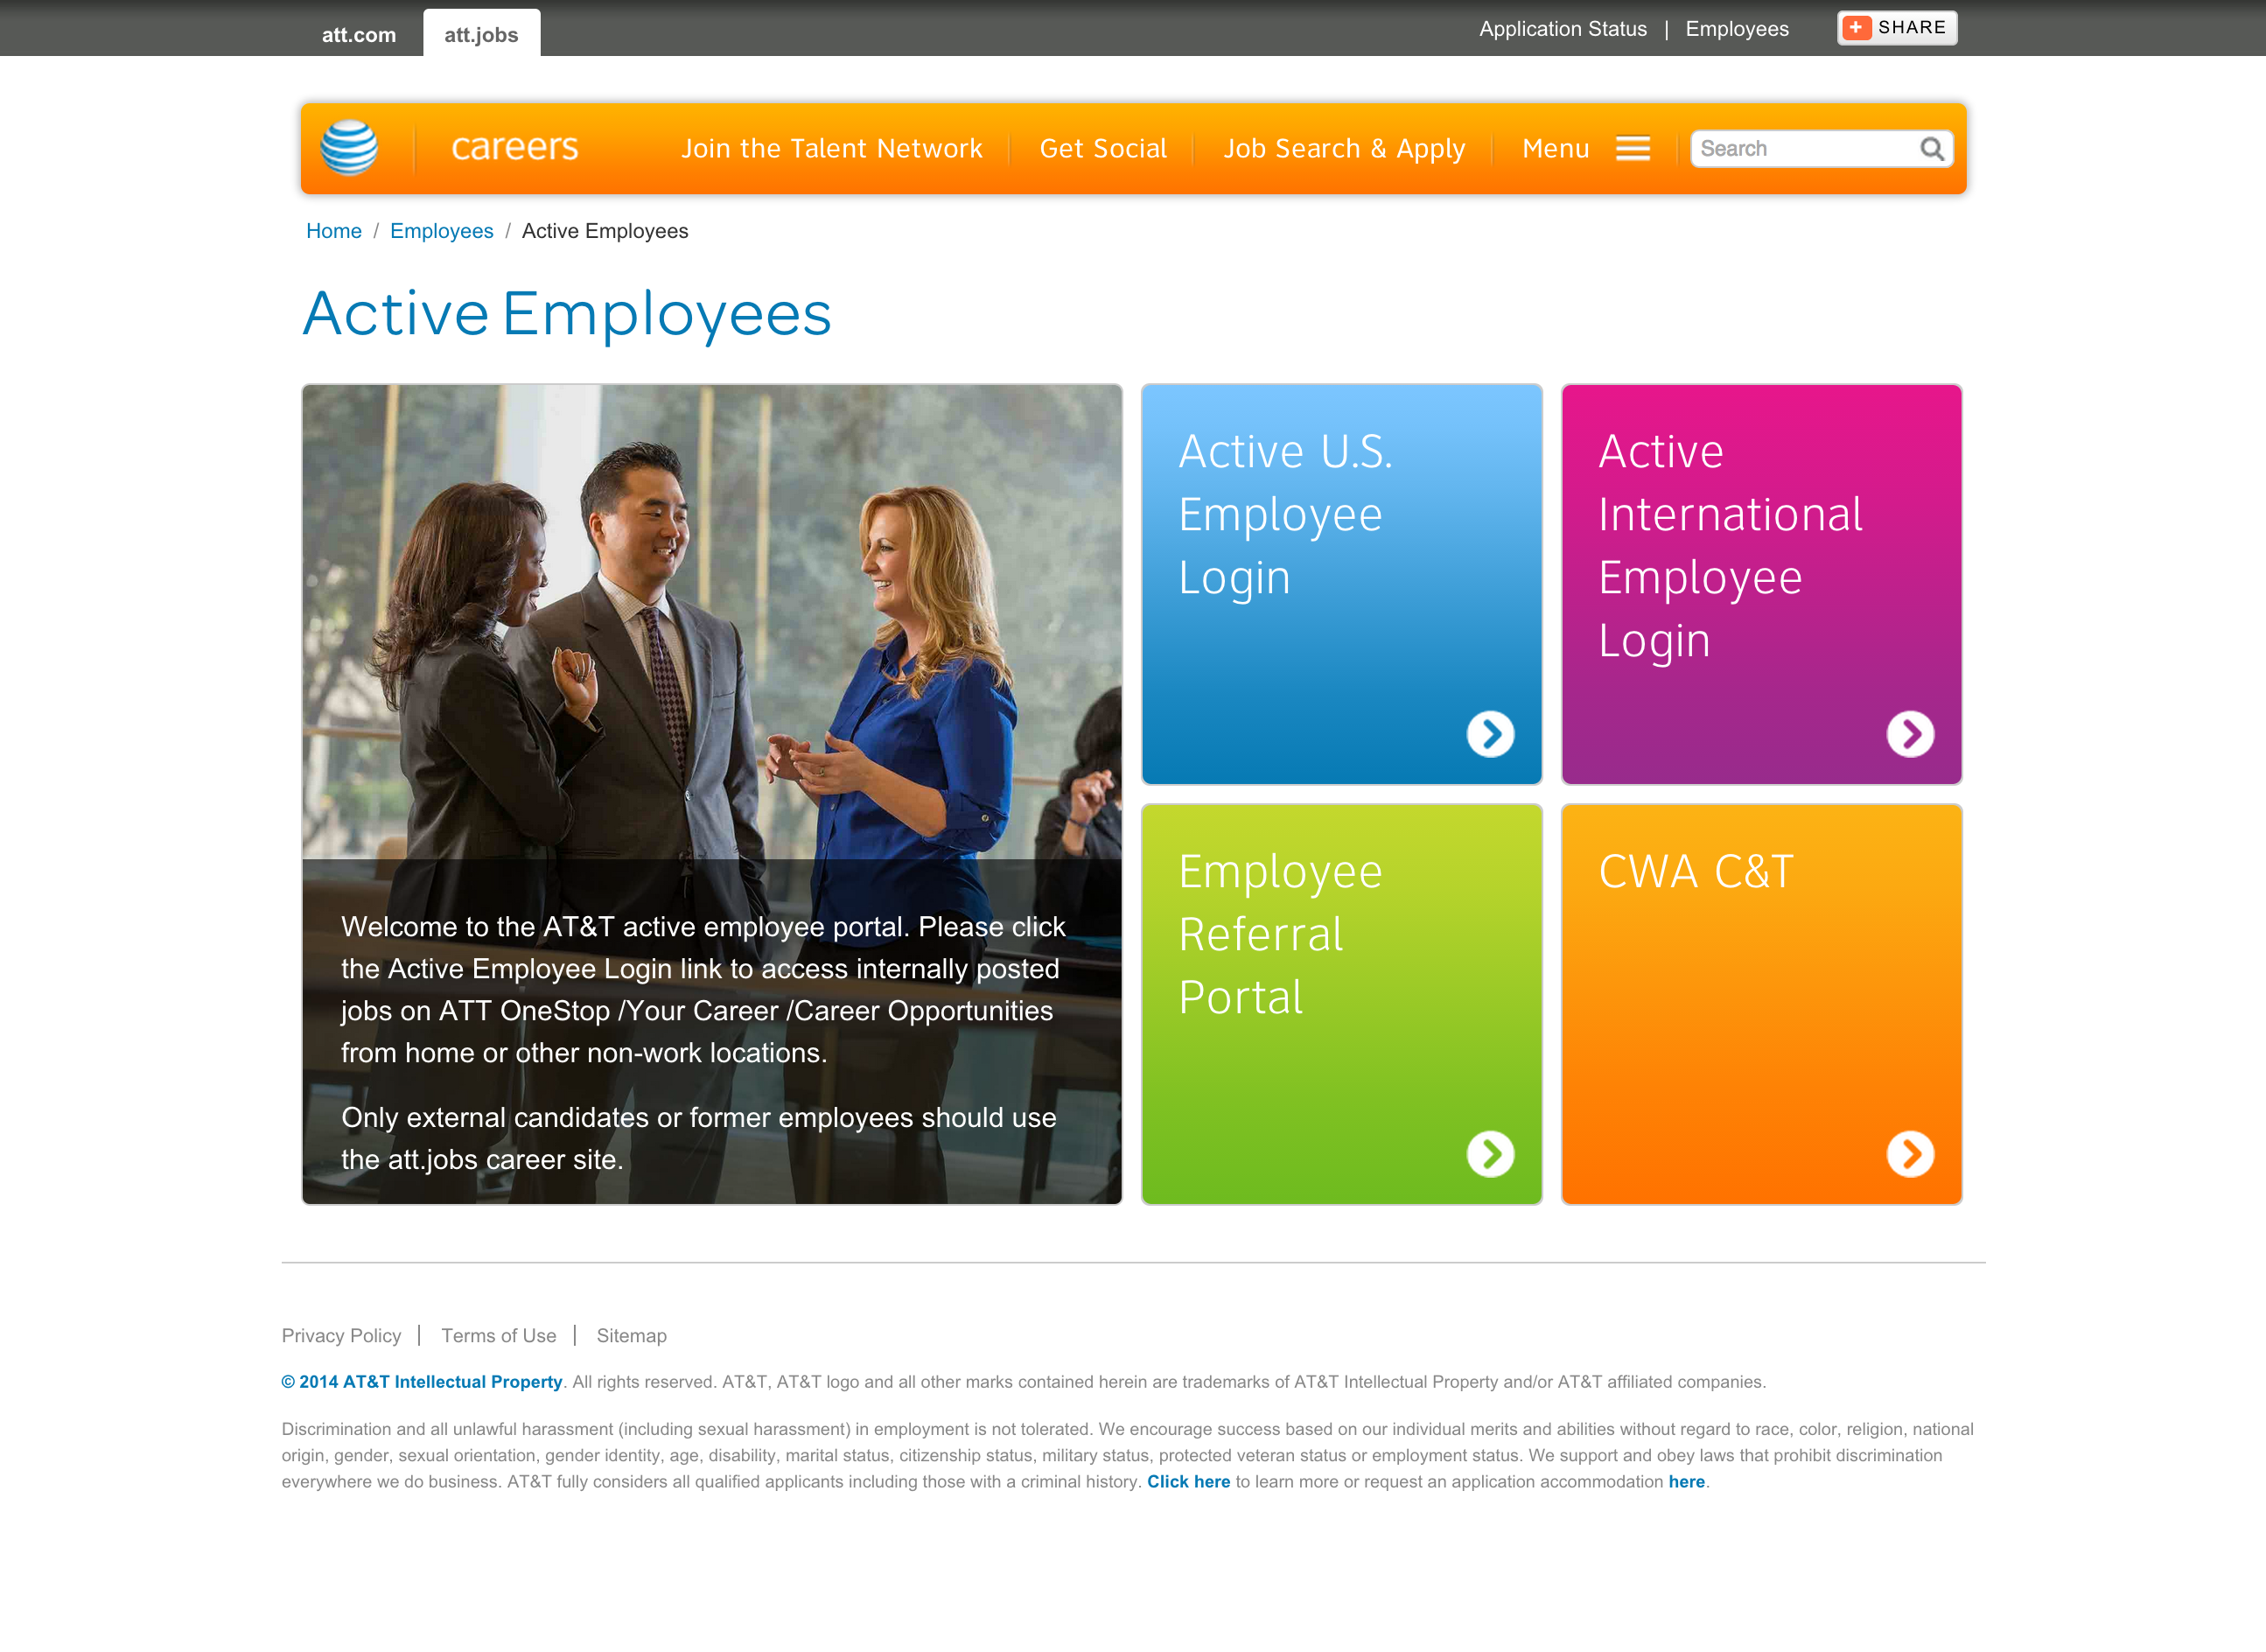 att.com
att.jobs
Application Status | Employees
SHARE
careers
Join the Talent Network
Get Social
Job Search & Apply
Menu
Search
Home / Employees / Active Employees
Active Employees
Welcome to the AT&T active employee portal. Please click
the Active Employee Login link to access internally posted
jobs on ATT OneStop /Your Career /Career Opportunities
from home or other non-work locations.
Only external candidates or former employees should use
the att.jobs career site.
Active U.S.
Employee
Login
Active
International
Employee
Login
Employee
Referral
Portal
CWA C&T
Privacy Policy | Terms of Use | Sitemap
© 2014 AT&T Intellectual Property. All rights reserved. AT&T, AT&T logo and all other marks contained herein are trademarks of AT&T Intellectual Property and/or AT&T affiliated companies.
Discrimination and all unlawful harassment (including sexual harassment) in employment is not tolerated. We encourage success based on our individual merits and abilities without regard to race, color, religion, national
origin, gender, sexual orientation, gender identity, age, disability, marital status, citizenship status, military status, protected veteran status or employment status. We support and obey laws that prohibit discrimination
everywhere we do business. AT&T fully considers all qualified applicants including those with a criminal history. Click here to learn more or request an application accommodation here.